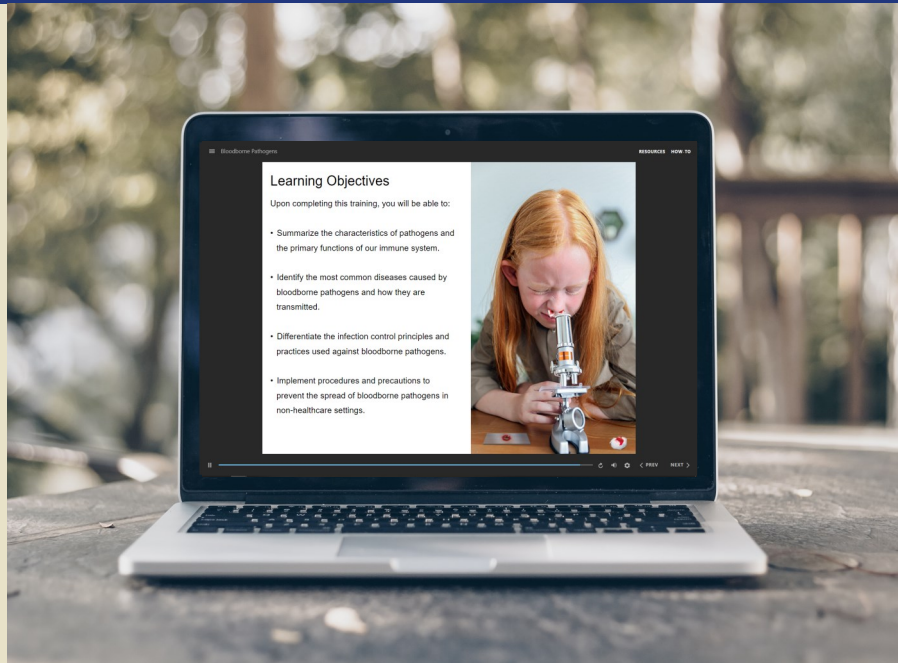 Bloodborne Pathogens
RESOURCES HOW-TO
Learning Objectives
Upon completing this training, you will be able to:
• Summarize the characteristics of pathogens and
the primary functions of our immune system.
• Identify the most common diseases caused by
bloodborne pathogens and how they are
transmitted.
• Differentiate the infection control principles and
practices used against bloodborne pathogens.
• Implement procedures and precautions to
prevent the spread of bloodborne pathogens in
non-healthcare settings.
PREV NEXT